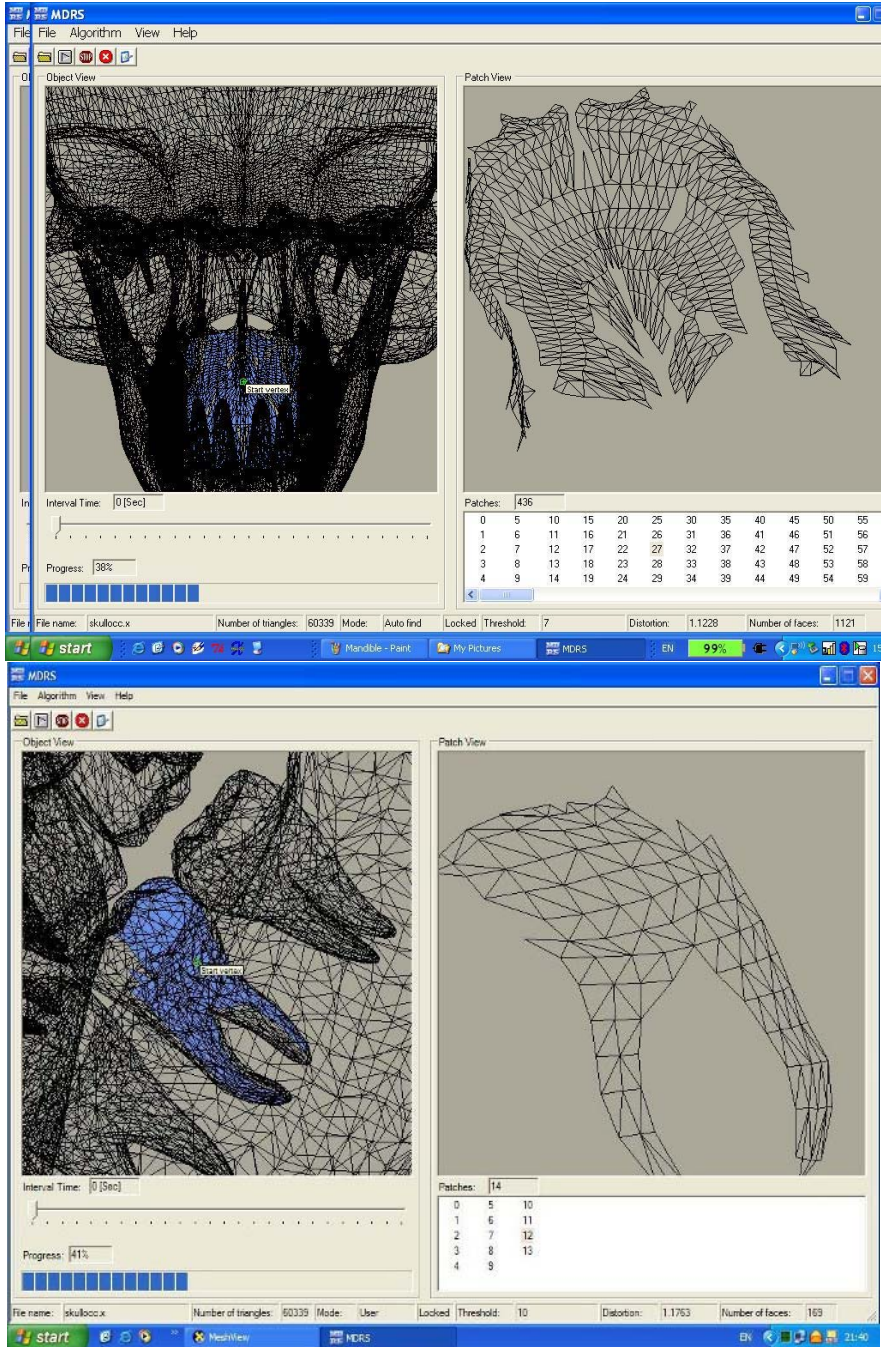 MDRS
File File Algorithm View Help
Object View Patch View
Start vertex
Interval Time: 0 [Sec]
Patches: 436
0 5 10 15 20 25 30 35 40 45 50 55
1 6 11 16 21 26 31 36 41 46 51 56
2 7 12 17 22 27 32 37 42 47 52 57
3 8 13 18 23 28 33 38 43 48 53 58
4 9 14 19 24 29 34 39 44 49 54 59
Progress: 38%
File name: skullocc.x Number of triangles: 60339 Mode: Auto find Locked Threshold: 7 Distortion: 1.1228 Number of faces: 1121
start Mandible - Paint My Pictures MDRS EN 99% 15
MDRS
File Algorithm View Help
Object View Patch View
Start vertex
Interval Time: 0 [Sec]
Patches: 14
0 5 10
1 6 11
2 7 12
3 8 13
4 9
Progress: 41%
File name: skullocc.x Number of triangles: 60339 Mode: User Locked Threshold: 10 Distortion: 1.1763 Number of faces: 169
start MeshView MDRS EN 21:40